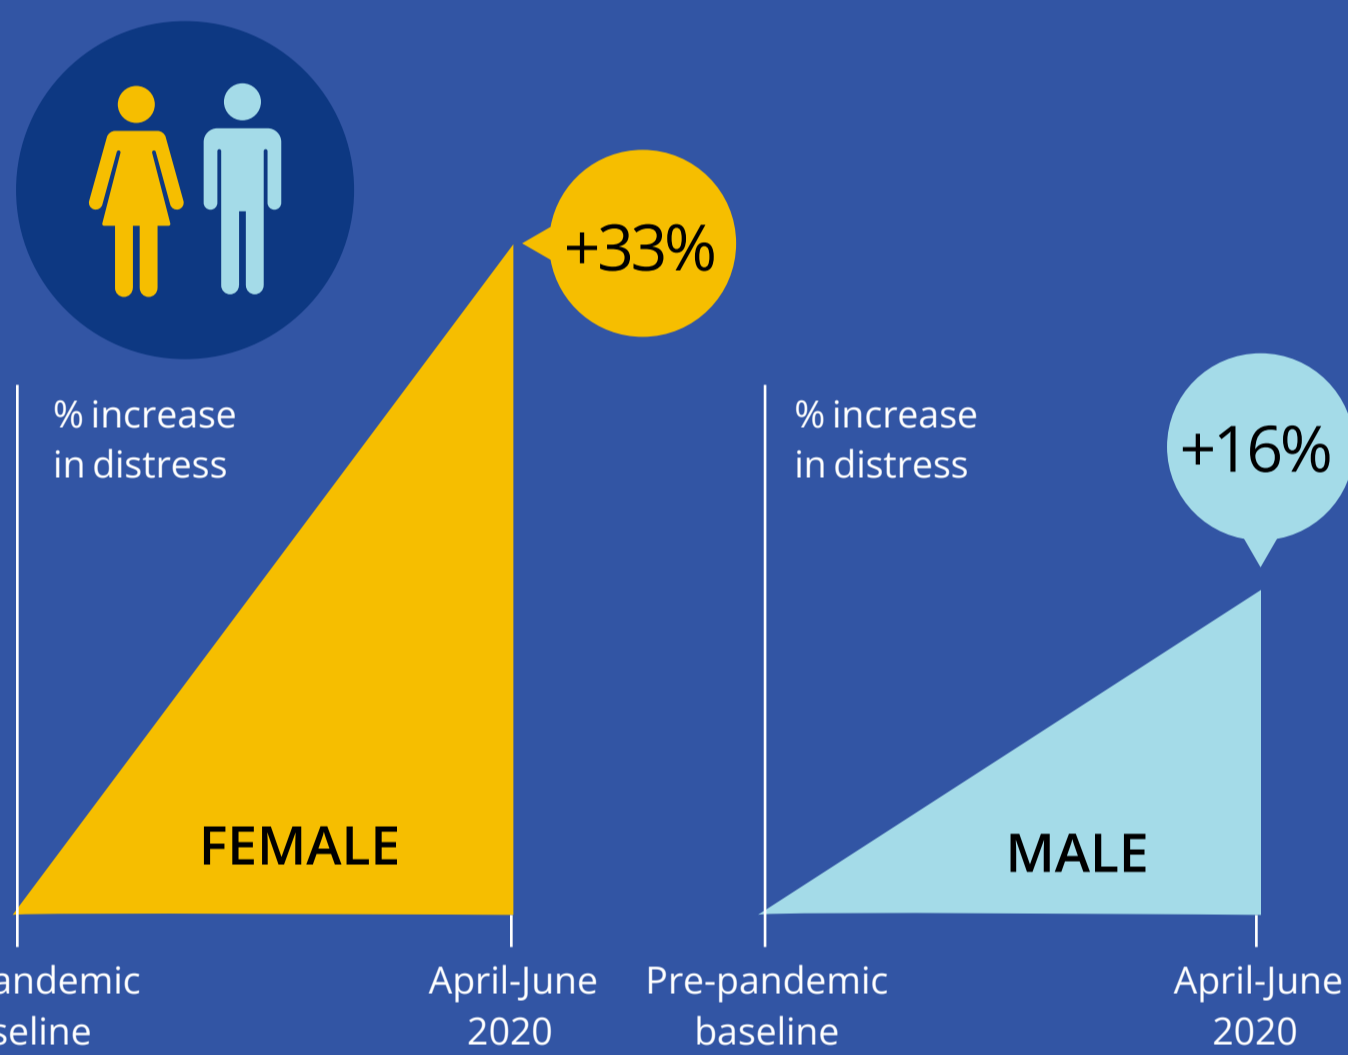 +33%
% increase
in distress
FEMALE
+16%
% increase
in distress
MALE
andemic
seline
April-June
2020
Pre-pandemic
baseline
April-June
2020